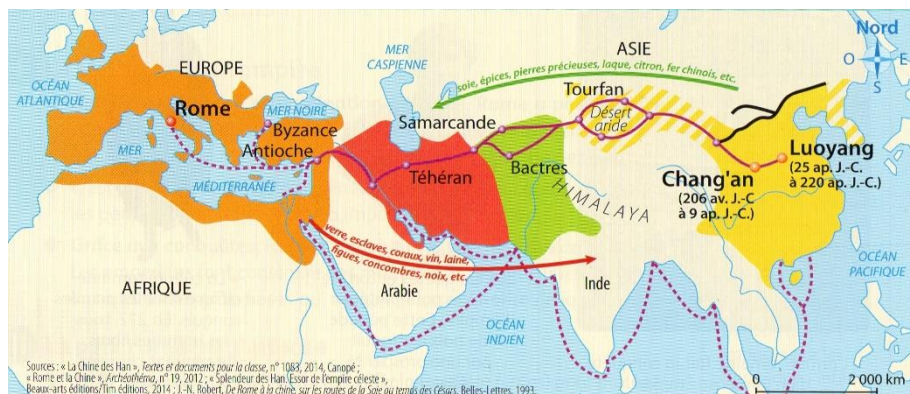 Nord
O
E
S
EUROPE
ASIE
MER
CASPIENNE
OCÉAN
ATLANTIQUE
Rome
MER NOIRE
Byzance
Antioche
MER
MÉDITERRANÉE
soie, épices, pierres précieuses, laque, citron, fer chinois, etc.
Tourfan
Désert
aride
Samarcande
Bactres
Téhéran
HIMALAYA
Luoyang
(25 ap. J.-C.
à 220 ap. J.-C.)
Chang'an
(206 av. J.-C
à 9 ap. J.-C.)
verre, esclaves, coraux, vin, laine,
figues, concombres, noix, etc.
AFRIQUE
Arabie
Inde
OCÉAN
INDIEN
OCÉAN
PACIFIQUE
Sources : « La Chine des Han », Textes et documents pour la classe, n° 1083, 2014, Canopé ;
« Rome et la Chine », Archéothéma, n° 19, 2012 ; « Splendeur des Han. Essor de l'empire céleste »,
Beaux-arts éditions/Tim éditions, 2014 ; J.-N. Robert, De Rome à la chine, sur les routes de la Soie au temps des Césars, Belles-Lettres, 1993
0
2 000 km